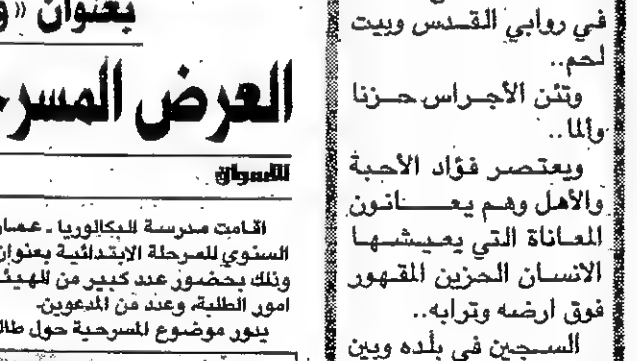 في روابي القدس وبيت
لحم..
وتئن الأجراس حزنا
وألما..
ويعتصر فؤاد الأحبة
والأهل وهم يعانون
المعاناة التي يعيشها
الانسان الحزين المقهور
فوق ارضه وترابه..
السجين في بلده وبين
بعنوان «و
العرض المسرح
للاسوان
اقامت مدرسة البكالوريا ـ عمان
السنوي للمرحلة الابتدائية بعنوان
وذلك بحضور عدد كبير من الهيئة
امور الطلبة، وعدد من المدعوين.
يدور موضوع المسرحية حول طال